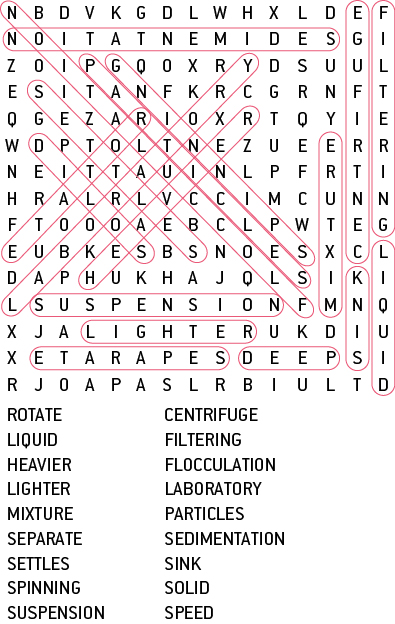 N B D V K G D L W H X L D E F
N O I T A T N E M I D E S G I
Z O I P G Q O X R Y D S U U L
E S I T A N F K R C G R N F T
Q G E Z A R I O X R T Q Y I E
W D P T O L T N E Z U E E R R
N E I T T A U I N L P F R T I
H R A L R L V C C I M C U N N
F T O O O A E B C L P W T E G
E U B K E S B S N O E S X C L
D A P H U K H A J Q L S I K I
L S U S P E N S I O N F M N Q
X J A L I G H T E R U K D I U
X E T A R A P E S D E E P S I
R J O A P A S L R B I U L T D
ROTATE CENTRIFUGE
LIQUID FILTERING
HEAVIER FLOCCULATION
LIGHTER LABORATORY
MIXTURE PARTICLES
SEPARATE SEDIMENTATION
SETTLES SINK
SPINNING SOLID
SUSPENSION SPEED